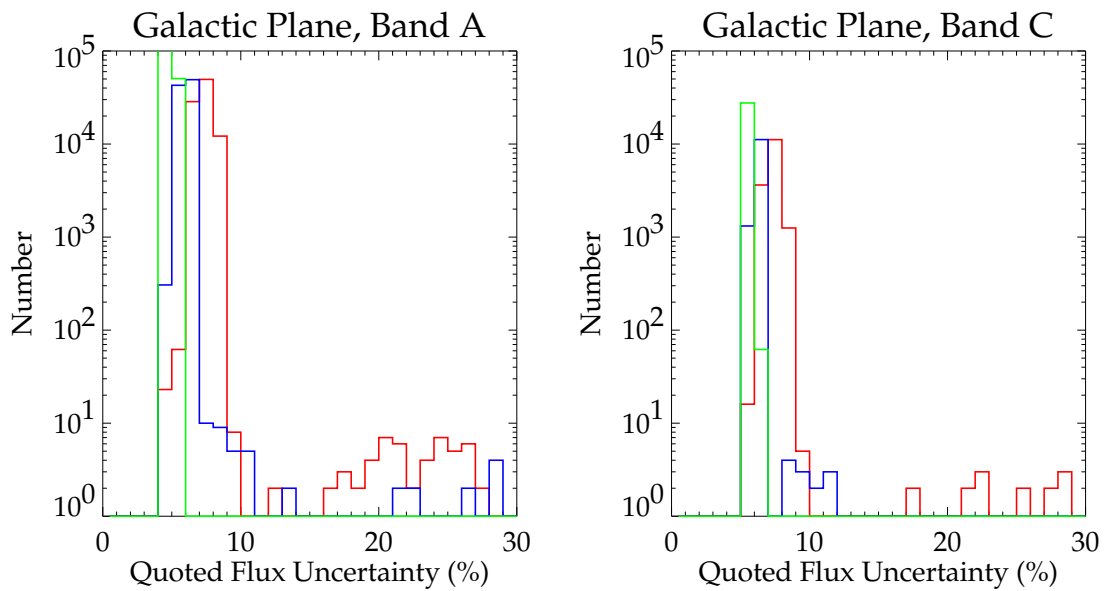 Galactic Plane, Band A
10^5
10^4
10^3
10^2
10^1
10^0
Number
0 10 20 30
Quoted Flux Uncertainty (%)
Galactic Plane, Band C
10^5
10^4
10^3
10^2
10^1
10^0
Number
0 10 20 30
Quoted Flux Uncertainty (%)